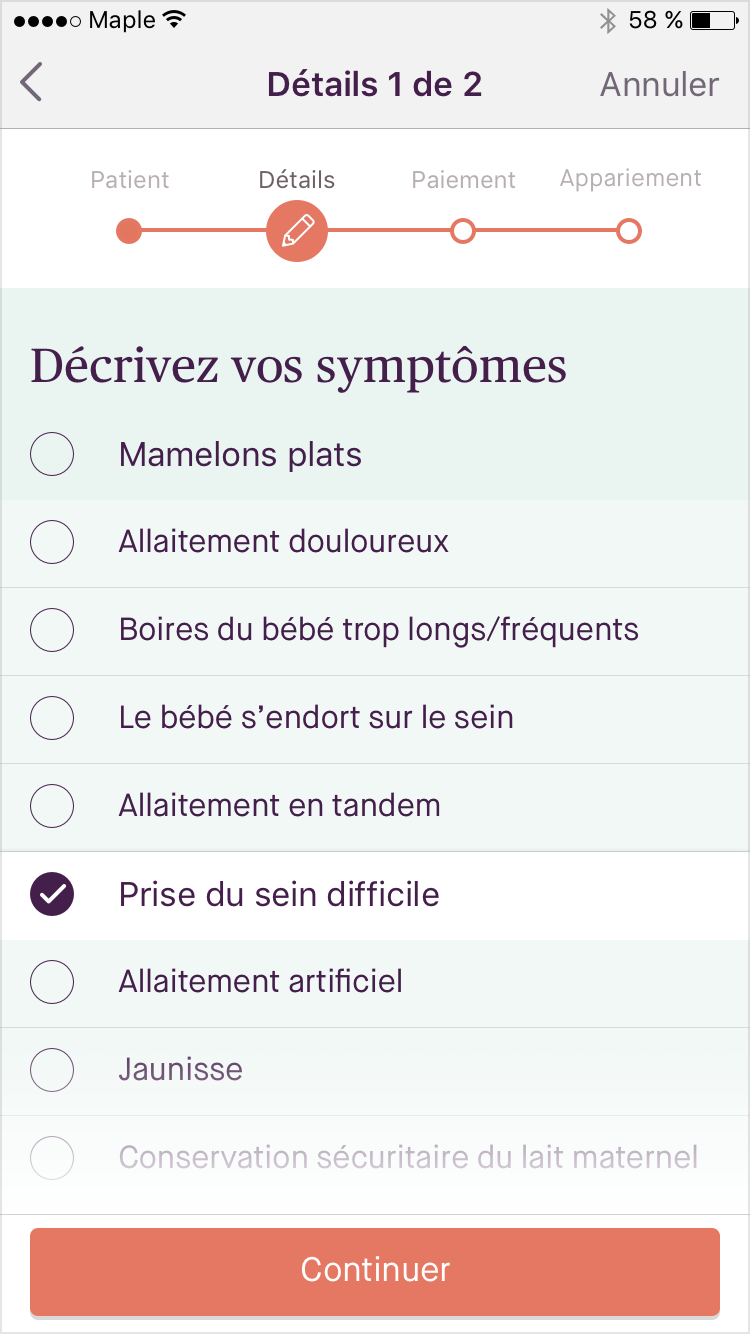 Maple 58 %
Détails 1 de 2 Annuler
Patient Détails Paiement Appariement
Décrivez vos symptômes
Mamelons plats
Allaitement douloureux
Boires du bébé trop longs/fréquents
Le bébé s’endort sur le sein
Allaitement en tandem
Prise du sein difficile
Allaitement artificiel
Jaunisse
Conservation sécuritaire du lait maternel
Continuer